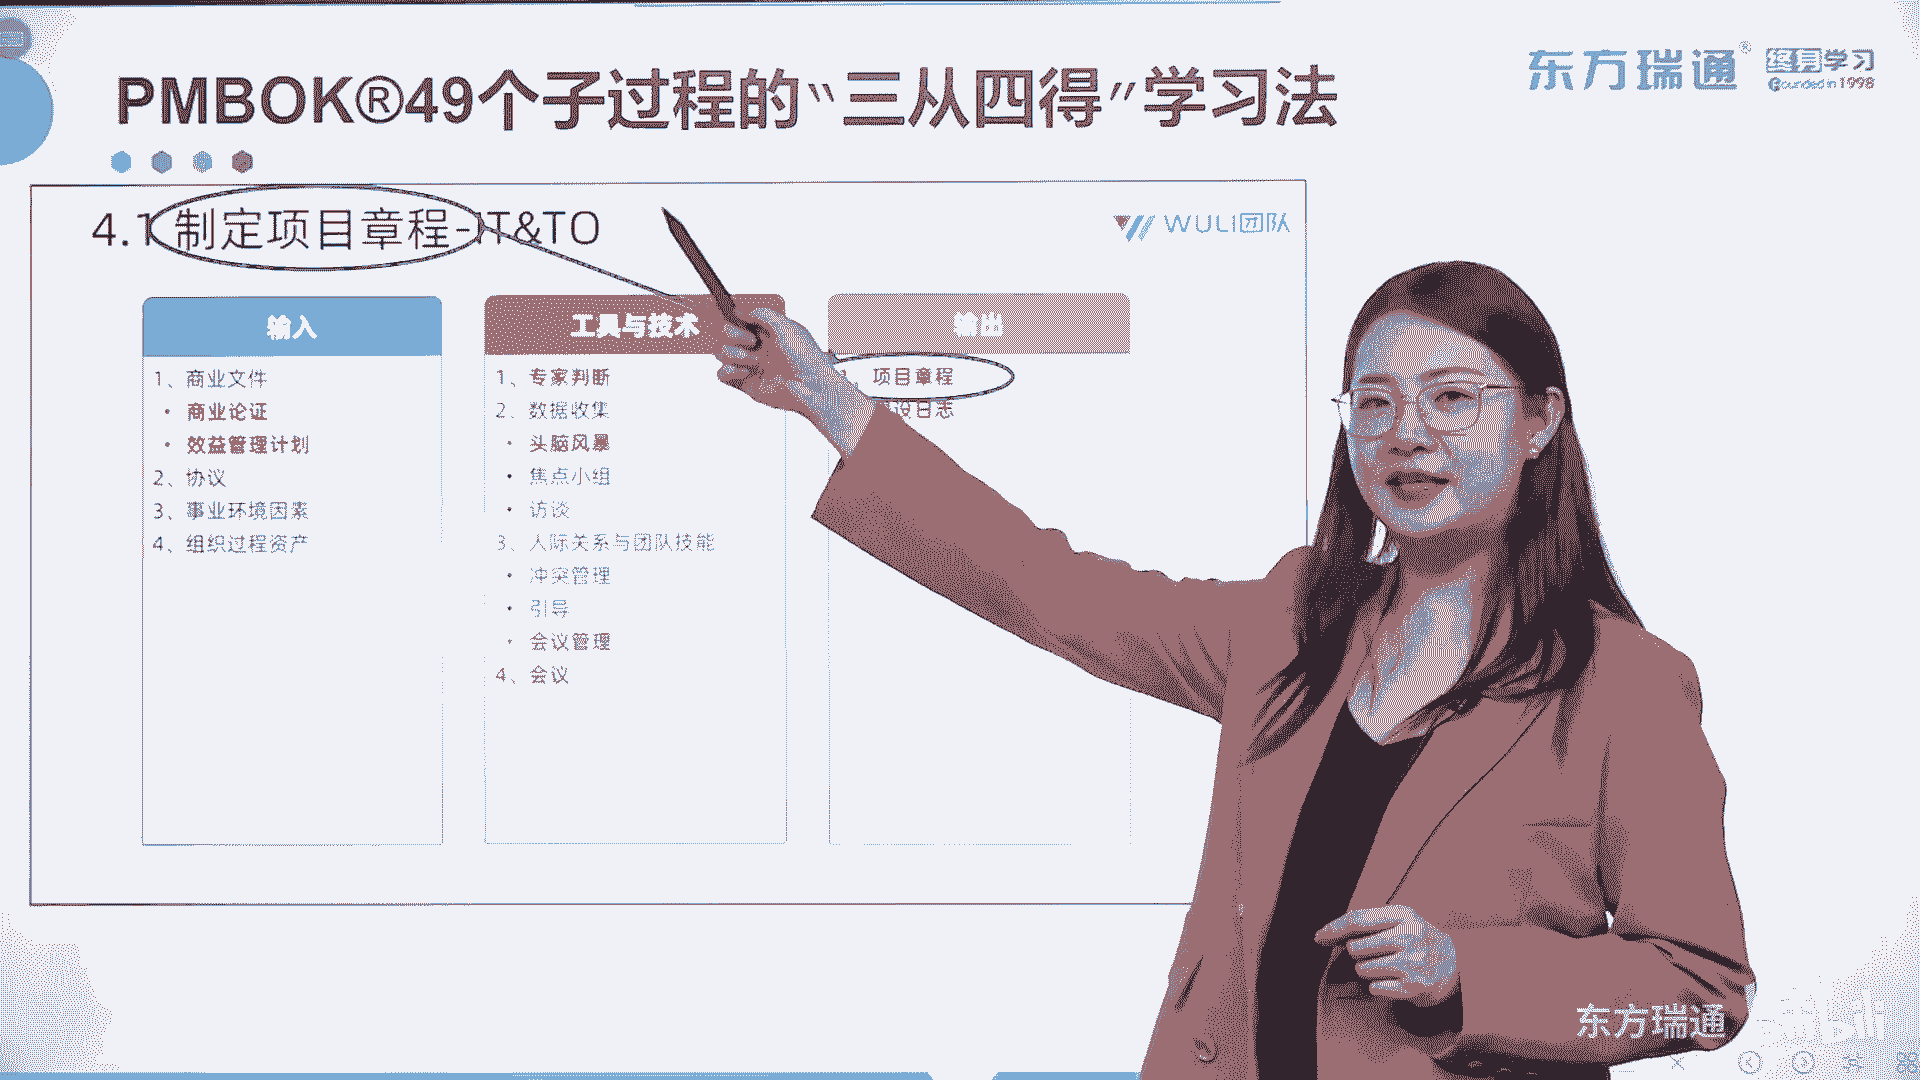 PMBOK®49个子过程的“三从四得”学习法
东方瑞通®
终身学习
Founded in 1998
4.1 制定项目章程-IT&TO
WULI团队
输入
1、商业文件
• 商业论证
• 效益管理计划
2、协议
3、事业环境因素
4、组织过程资产
工具与技术
1、专家判断
2、数据收集
• 头脑风暴
• 焦点小组
• 访谈
3、人际关系与团队技能
• 冲突管理
• 引导
• 会议管理
4、会议
输出
1、项目章程
设日志
东方瑞通
bilibili